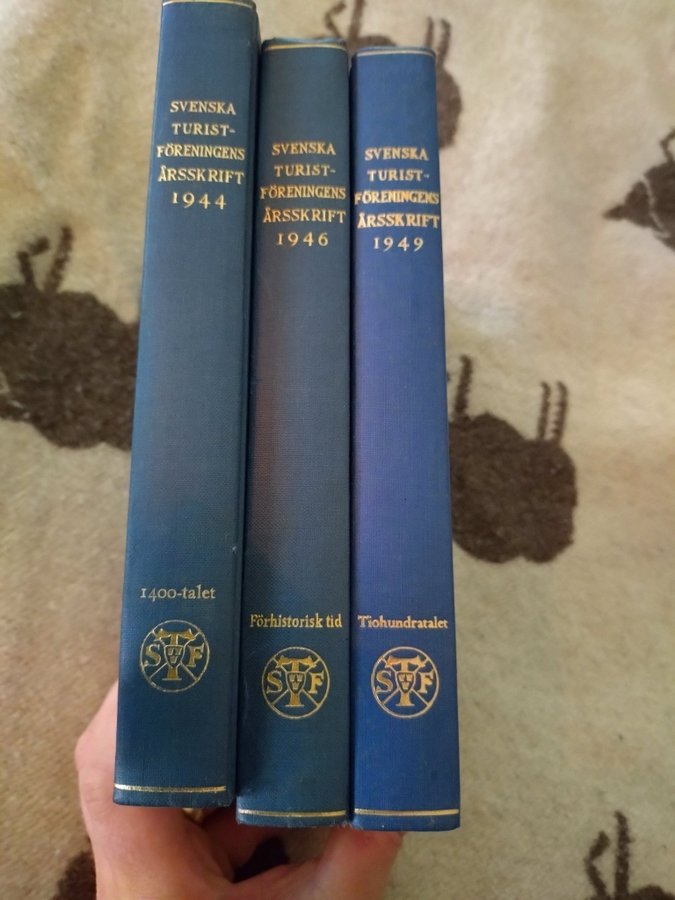 SVENSKA
TURIST-
FÖRENINGENS
ÅRSSKRIFT
1944
1400-talet
STF
SVENSKA
TURIST-
FÖRENINGENS
ÅRSSKRIFT
1946
Förhistorisk tid
STF
SVENSKA
TURIST-
FÖRENINGENS
ÅRSSKRIFT
1949
Tiohundratalet
STF